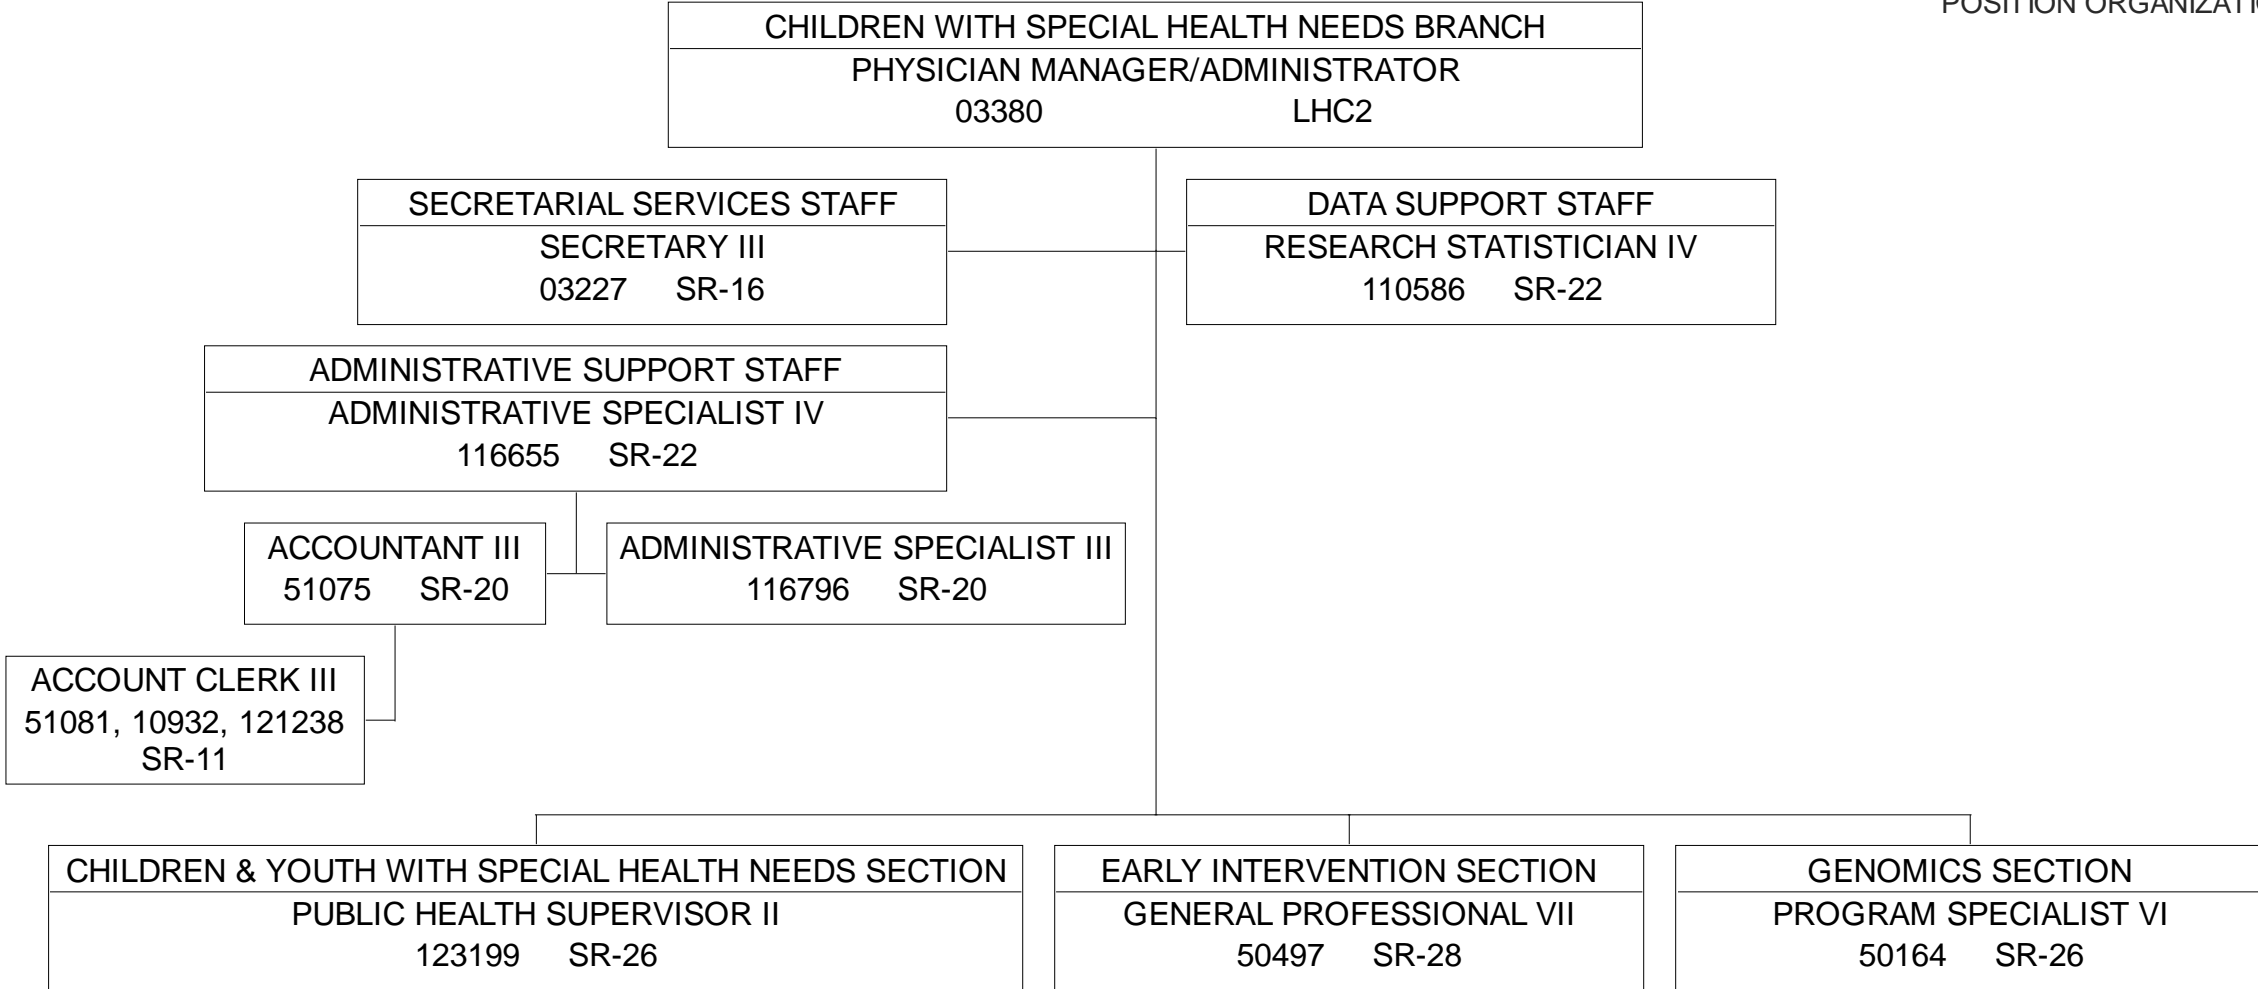 POSITION ORGANIZATI
CHILDREN WITH SPECIAL HEALTH NEEDS BRANCH
PHYSICIAN MANAGER/ADMINISTRATOR
03380 LHC2
SECRETARIAL SERVICES STAFF
SECRETARY III
03227 SR-16
DATA SUPPORT STAFF
RESEARCH STATISTICIAN IV
110586 SR-22
ADMINISTRATIVE SUPPORT STAFF
ADMINISTRATIVE SPECIALIST IV
116655 SR-22
ACCOUNTANT III
51075 SR-20
ADMINISTRATIVE SPECIALIST III
116796 SR-20
ACCOUNT CLERK III
51081, 10932, 121238
SR-11
CHILDREN & YOUTH WITH SPECIAL HEALTH NEEDS SECTION
PUBLIC HEALTH SUPERVISOR II
123199 SR-26
EARLY INTERVENTION SECTION
GENERAL PROFESSIONAL VII
50497 SR-28
GENOMICS SECTION
PROGRAM SPECIALIST VI
50164 SR-26